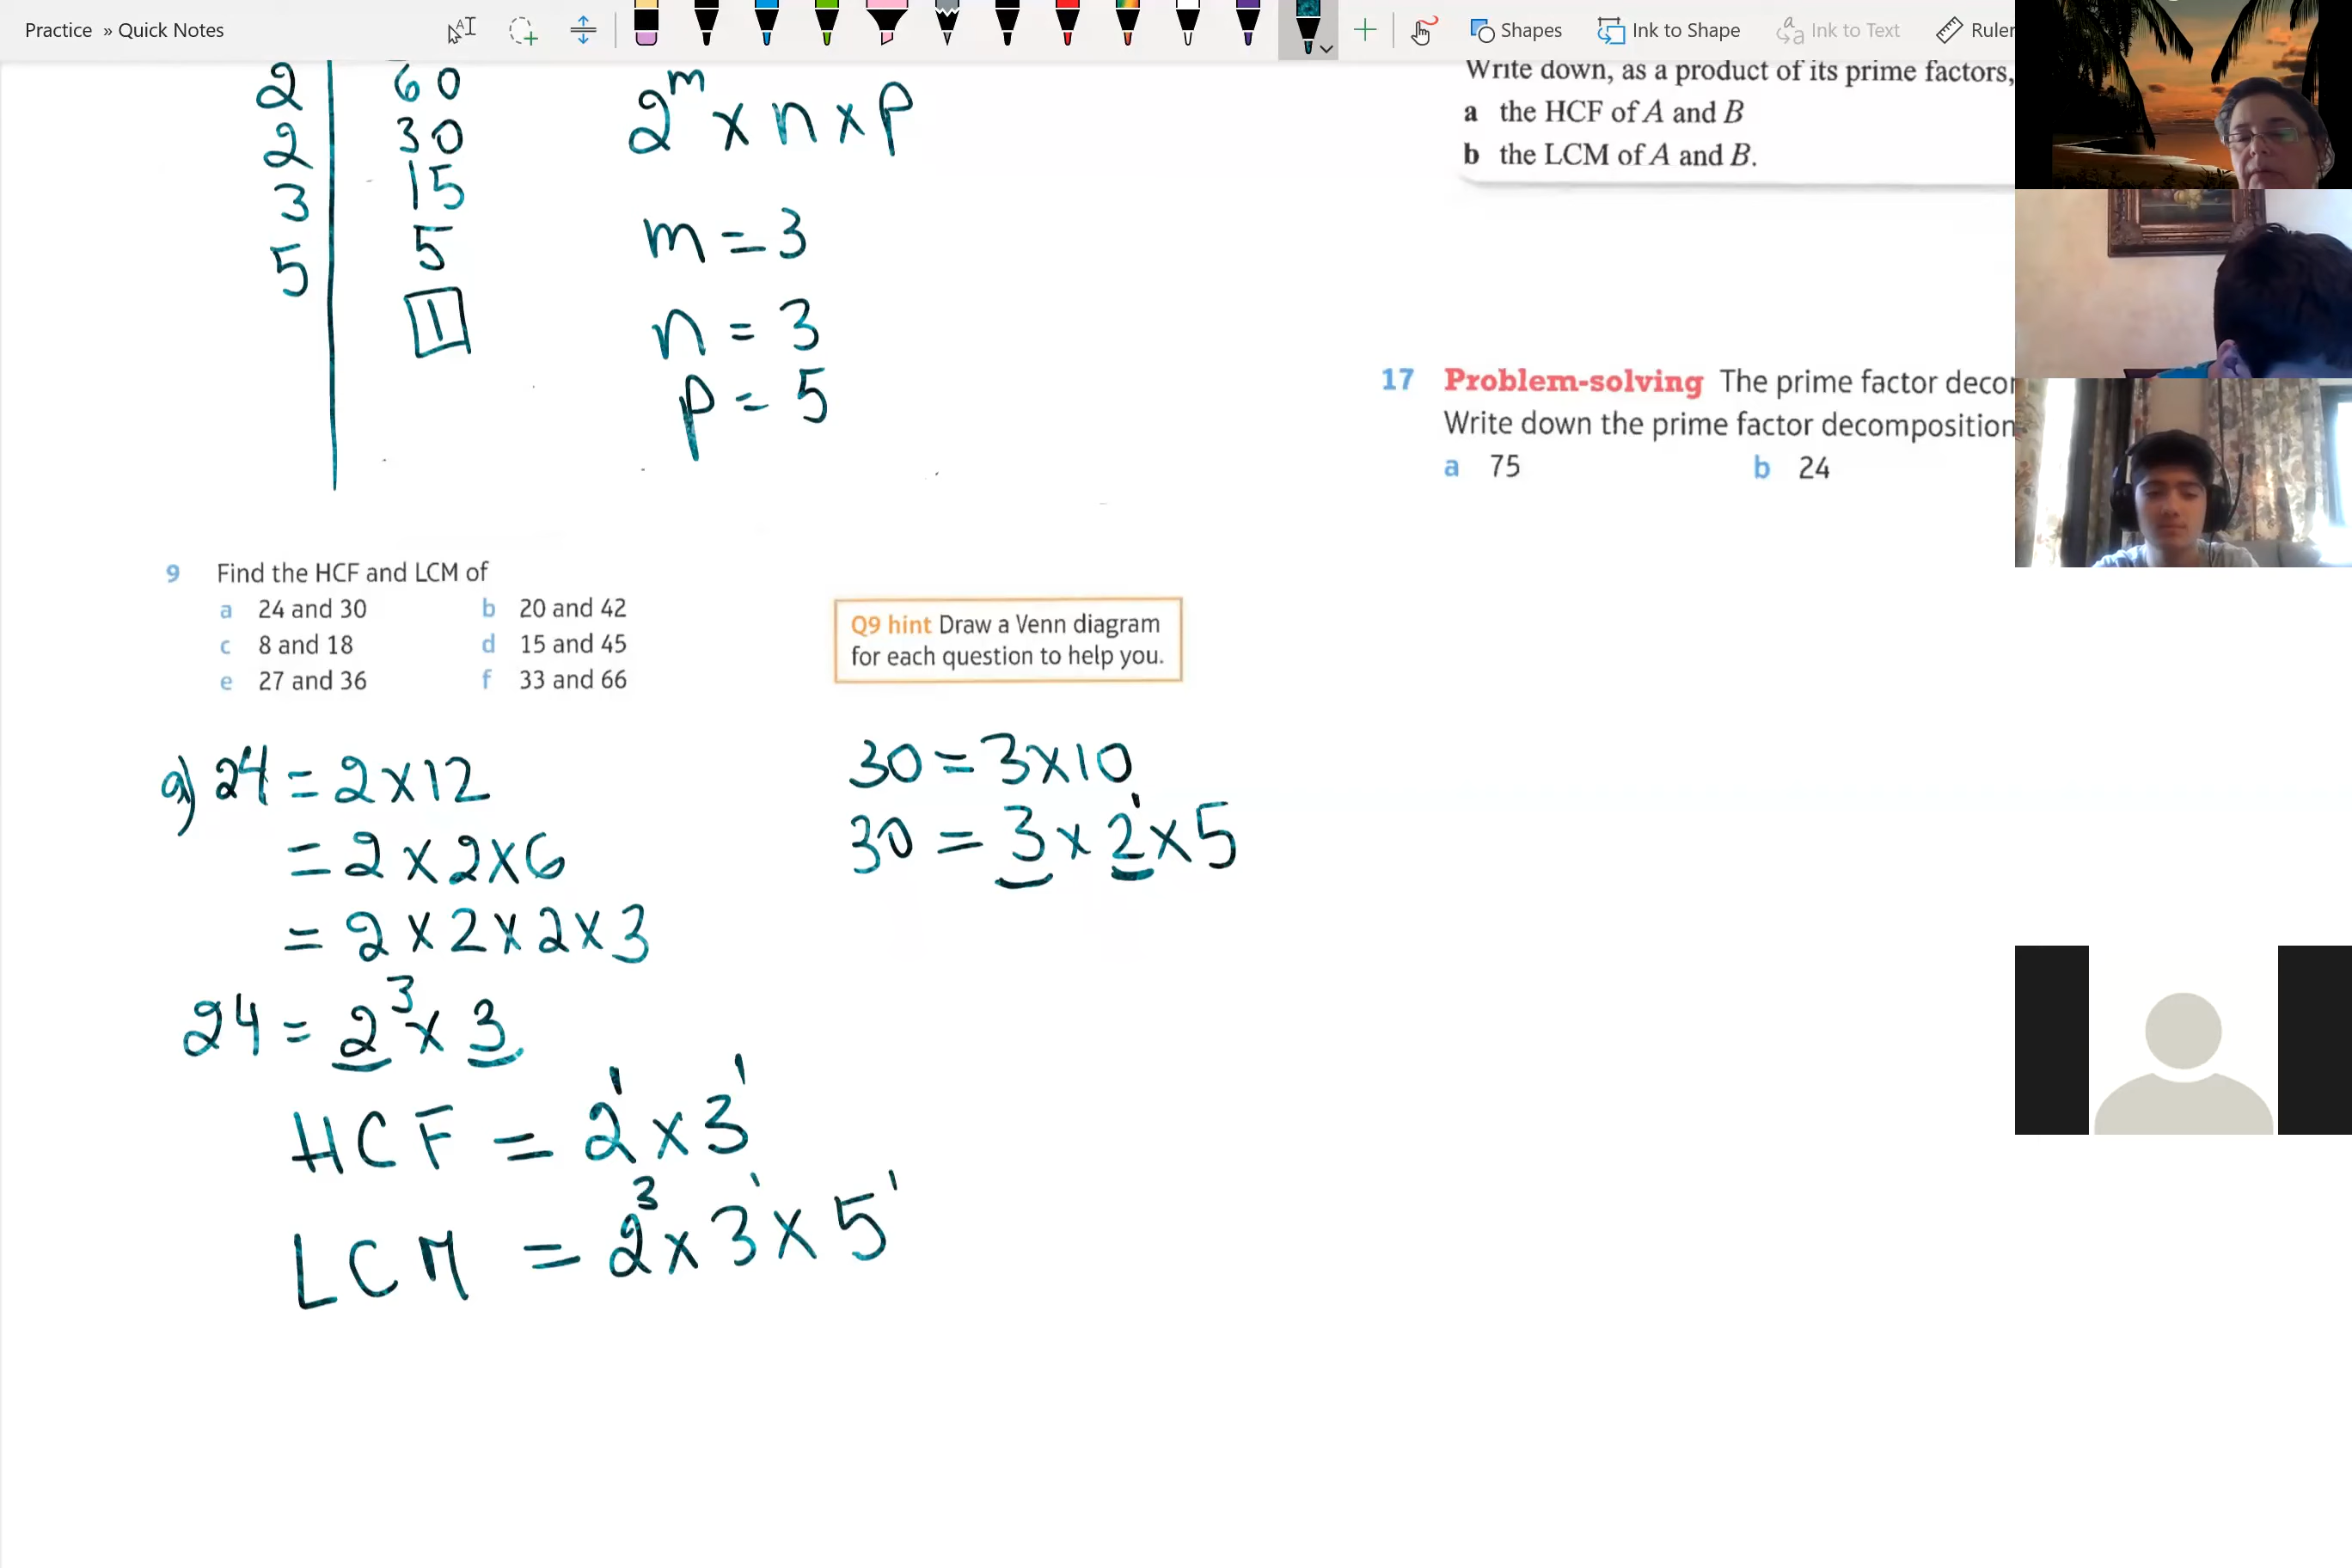 Practice » Quick Notes
Shapes
Ink to Shape
Ink to Text
Ruler
2 60
2 30
3 15
5 5
1
2^m × n × p
m = 3
n = 3
p = 5
Write down, as a product of its prime factors,
a the HCF of A and B
b the LCM of A and B.
17 Problem-solving The prime factor
Write down the prime factor decomposition
a 75 b 24
9 Find the HCF and LCM of
a 24 and 30 b 20 and 42
c 8 and 18 d 15 and 45
e 27 and 36 f 33 and 66
Q9 hint Draw a Venn diagram
for each question to help you.
a) 24 = 2 × 12
= 2 × 2 × 6
= 2 × 2 × 2 × 3
24 = 2^3 × 3
30 = 3 × 10
30 = 3 × 2^1 × 5
HCF = 2^1 × 3^1
LCM = 2^3 × 3^1 × 5^1